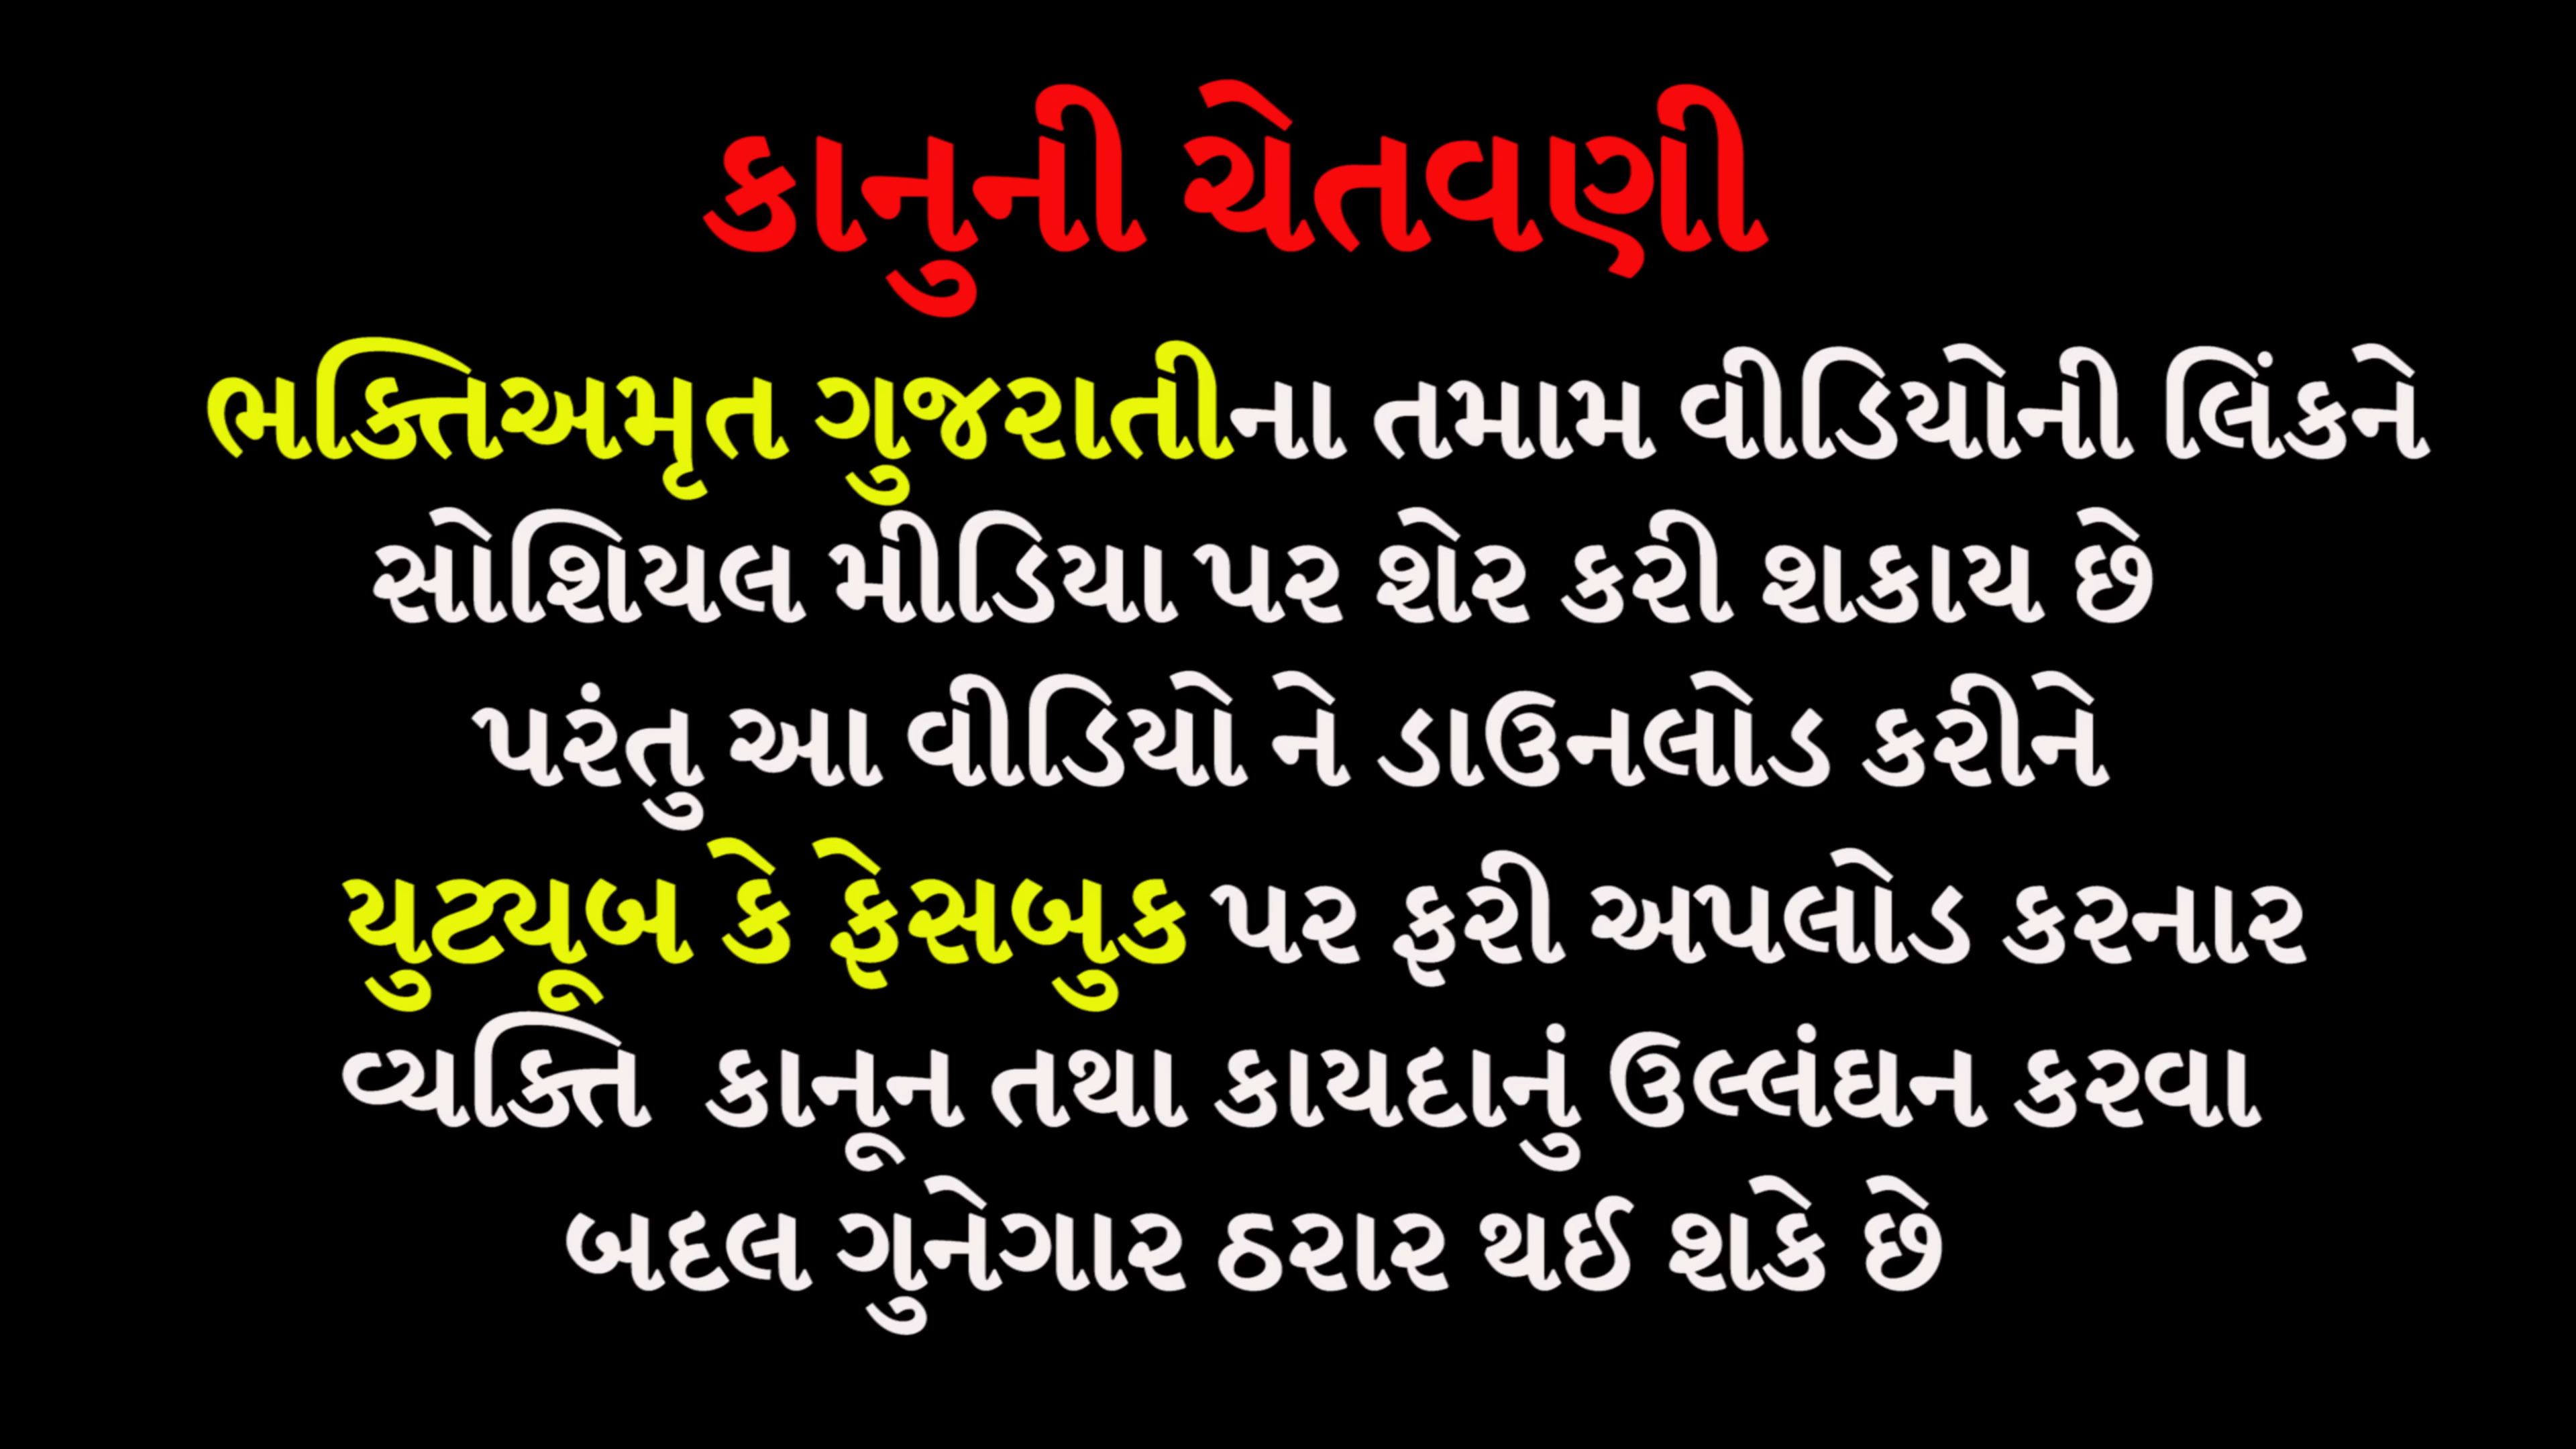 કાનુની ચેતવણી
ભક્તિઅમૃત ગુજરાતીના તમામ વીડિયોની લિંકને
સોશિયલ મીડિયા પર શેર કરી શકાય છે
પરંતુ આ વીડિયો ને ડાઉનલોડ કરીને
યુટ્યૂબ કે ફેસબુક પર ફરી અપલોડ કરનાર
વ્યક્તિ  કાનૂન તથા કાયદાનું ઉલ્લંઘન કરવા
બદલ ગુનેગાર ઠરાર થઈ શકે છે